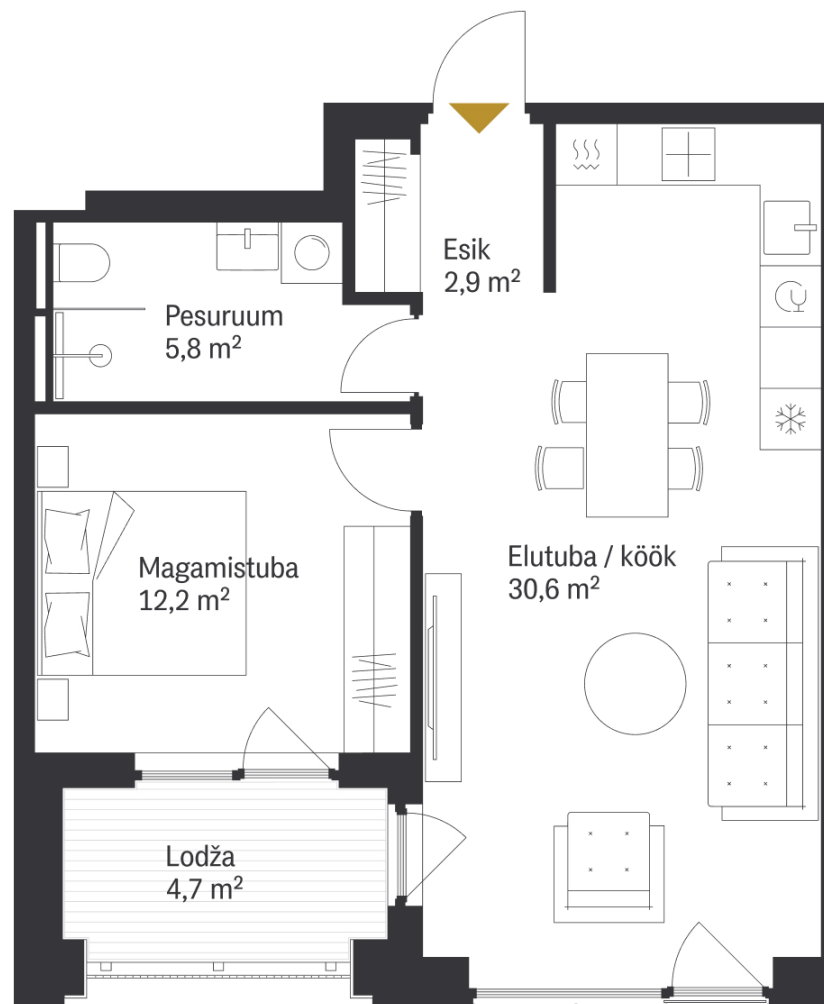 Esik
2,9 m²
Pesuruum
5,8 m²
Elutuba / köök
30,6 m²
Magamistuba
12,2 m²
Lodža
4,7 m²